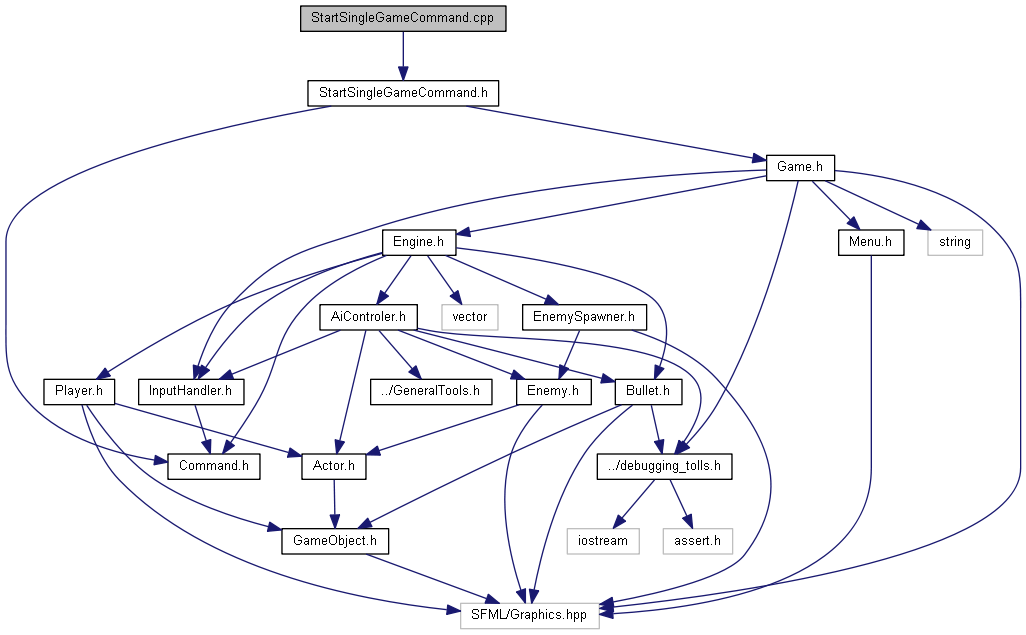 StartSingleGameCommand.cpp
StartSingleGameCommand.h
Game.h
Engine.h
Menu.h
string
AiControler.h
vector
EnemySpawner.h
Player.h
InputHandler.h
../GeneralTools.h
Enemy.h
Bullet.h
Command.h
Actor.h
../debugging_tolls.h
GameObject.h
iostream
assert.h
SFML/Graphics.hpp